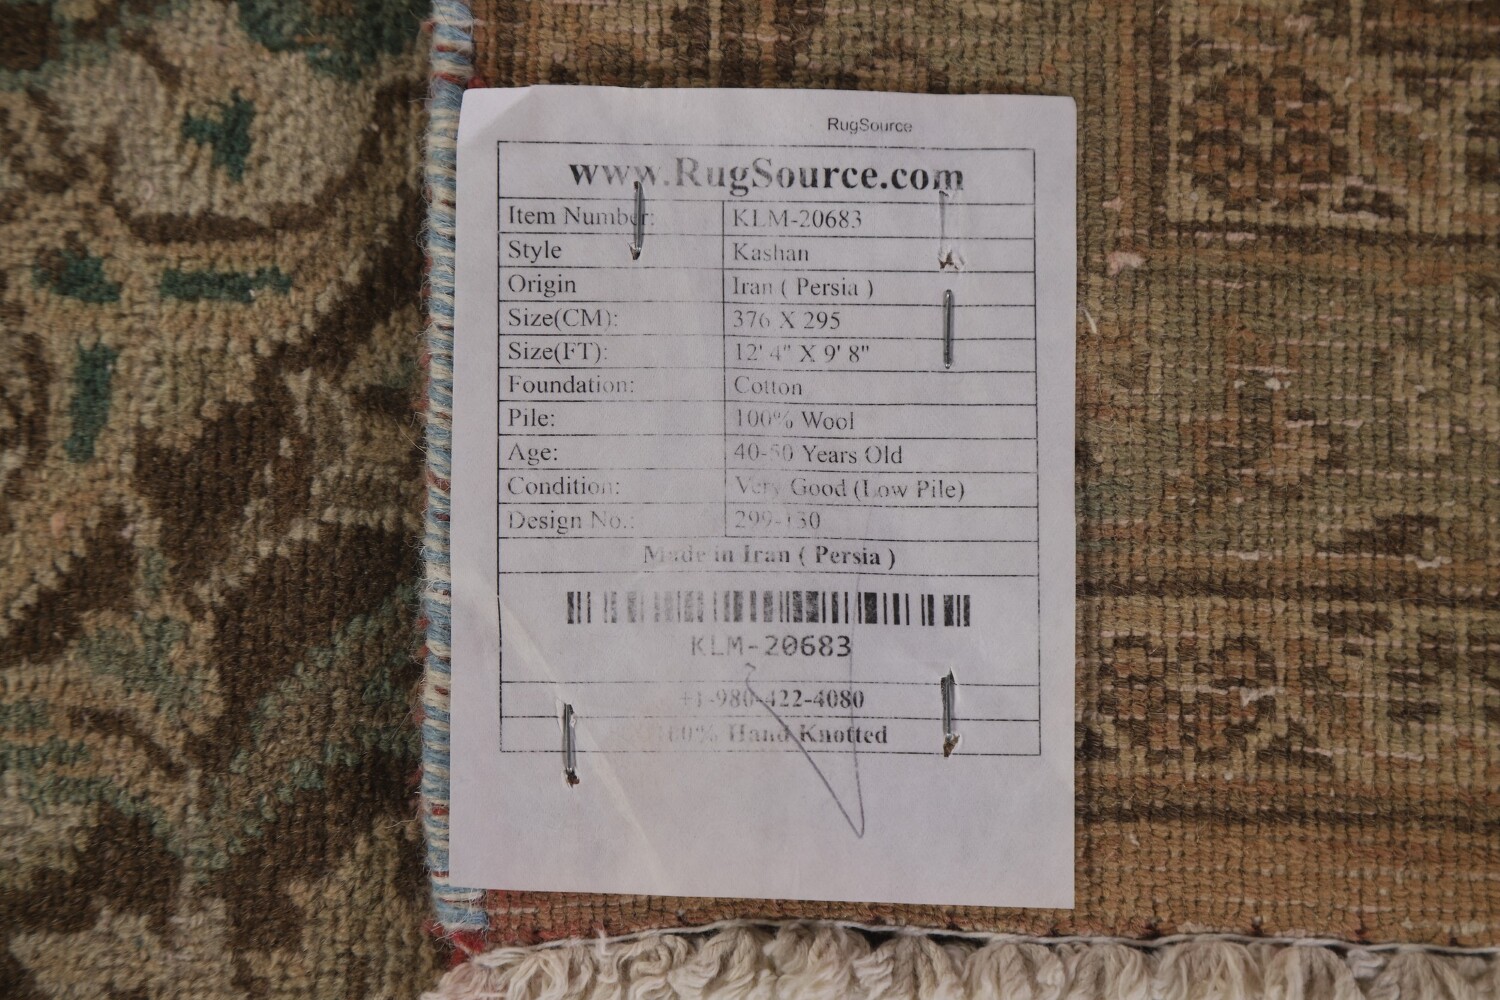 RugSource
www.RugSource.com
Item Number: KLM-20683
Style Kashan
Origin Iran ( Persia )
Size(CM): 376 X 295
Size(FT): 12' 4" X 9' 8"
Foundation: Cotton
Pile: 100% Wool
Age: 40-50 Years Old
Condition: Very Good (Low Pile)
Design No.: 299-130
Made in Iran ( Persia )
KLM-20683
+1-980-422-4080
100% Hand Knotted